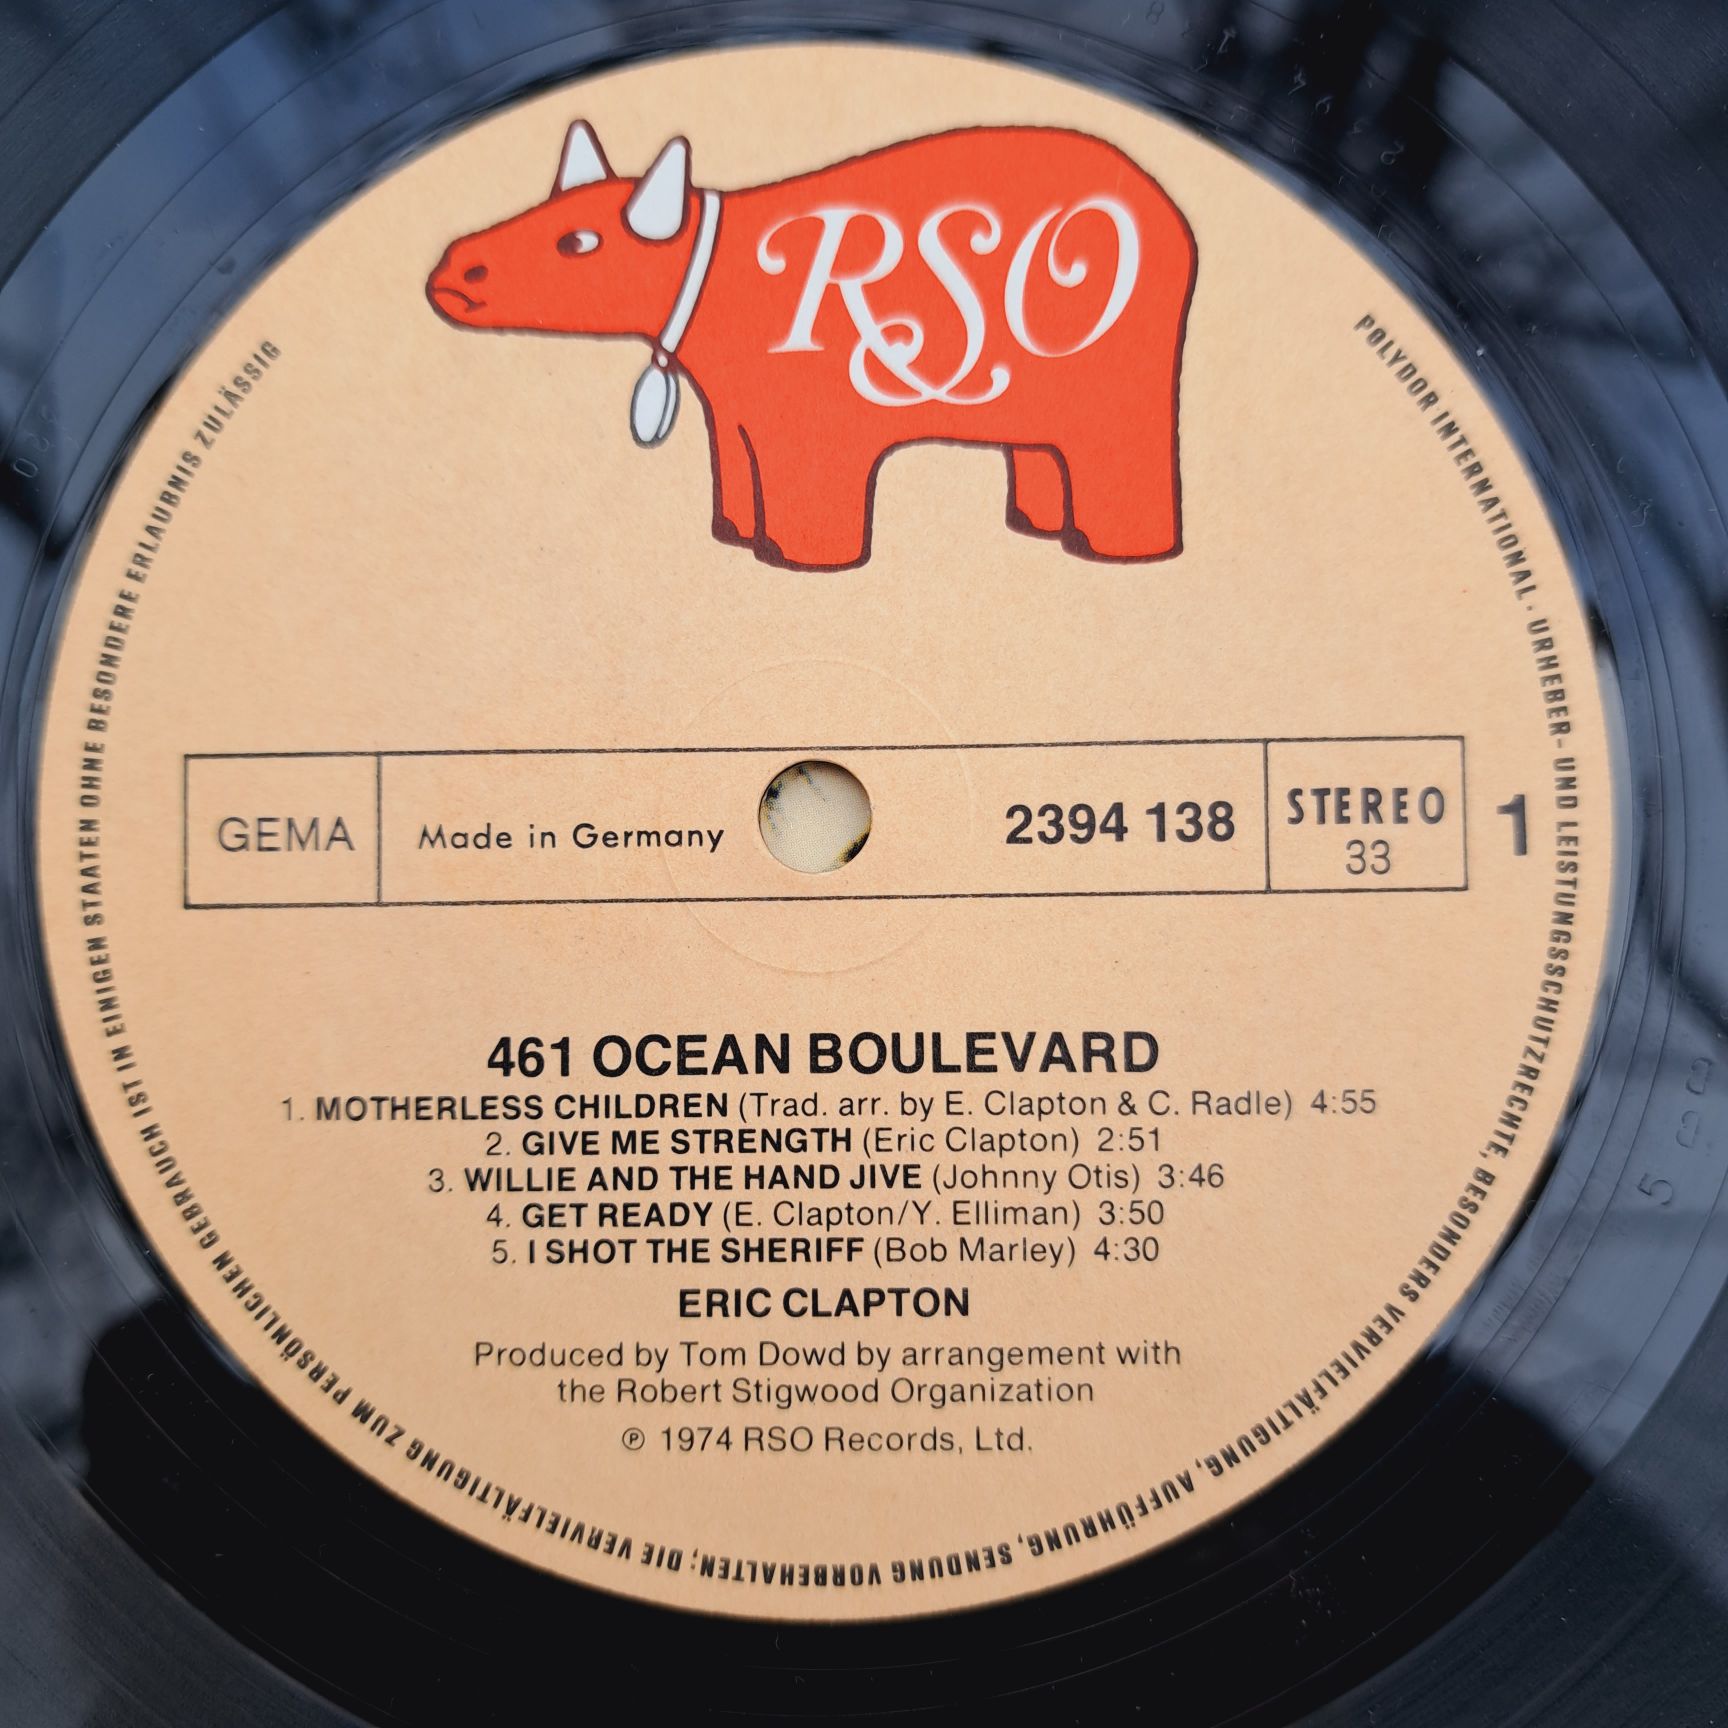 RSO
GEMA
Made in Germany
2394 138
STEREO
33
1
461 OCEAN BOULEVARD
1. MOTHERLESS CHILDREN (Trad. arr. by E. Clapton & C. Radle) 4:55
2. GIVE ME STRENGTH (Eric Clapton) 2:51
3. WILLIE AND THE HAND JIVE (Johnny Otis) 3:46
4. GET READY (E. Clapton/Y. Elliman) 3:50
5. I SHOT THE SHERIFF (Bob Marley) 4:30
ERIC CLAPTON
Produced by Tom Dowd by arrangement with
the Robert Stigwood Organization
℗ 1974 RSO Records, Ltd.
POLYDOR INTERNATIONAL · URHEBER- UND LEISTUNGSSCHUTZRECHTE, BESONDERS VERVIELFÄLTIGUNG, AUFFÜHRUNG, SENDUNG VORBEHALTEN; DIE VERVIELFÄLTIGUNG ZUM PERSÖNLICHEN GEBRAUCH IST IN EINIGEN STAATEN OHNE BESONDERE ERLAUBNIS ZULÄSSIG